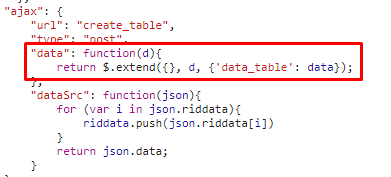 "ajax": {
"url": "create_table",
"type": "post",
"data": function(d){
return $.extend({}, d, {'data_table': data});
},
"dataSrc": function(json){
for (var i in json.riddata){
riddata.push(json.riddata[i])
}
return json.data;
}